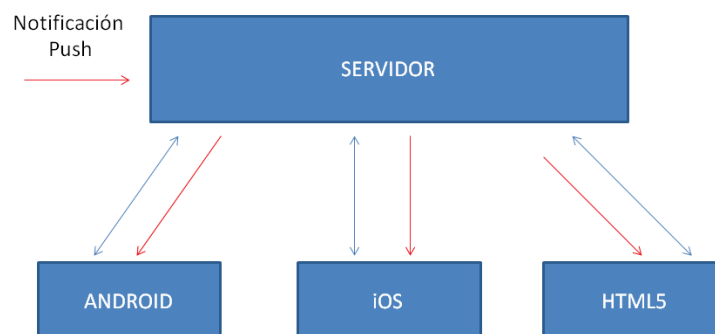 Notificación
Push
SERVIDOR
ANDROID
iOS
HTML5